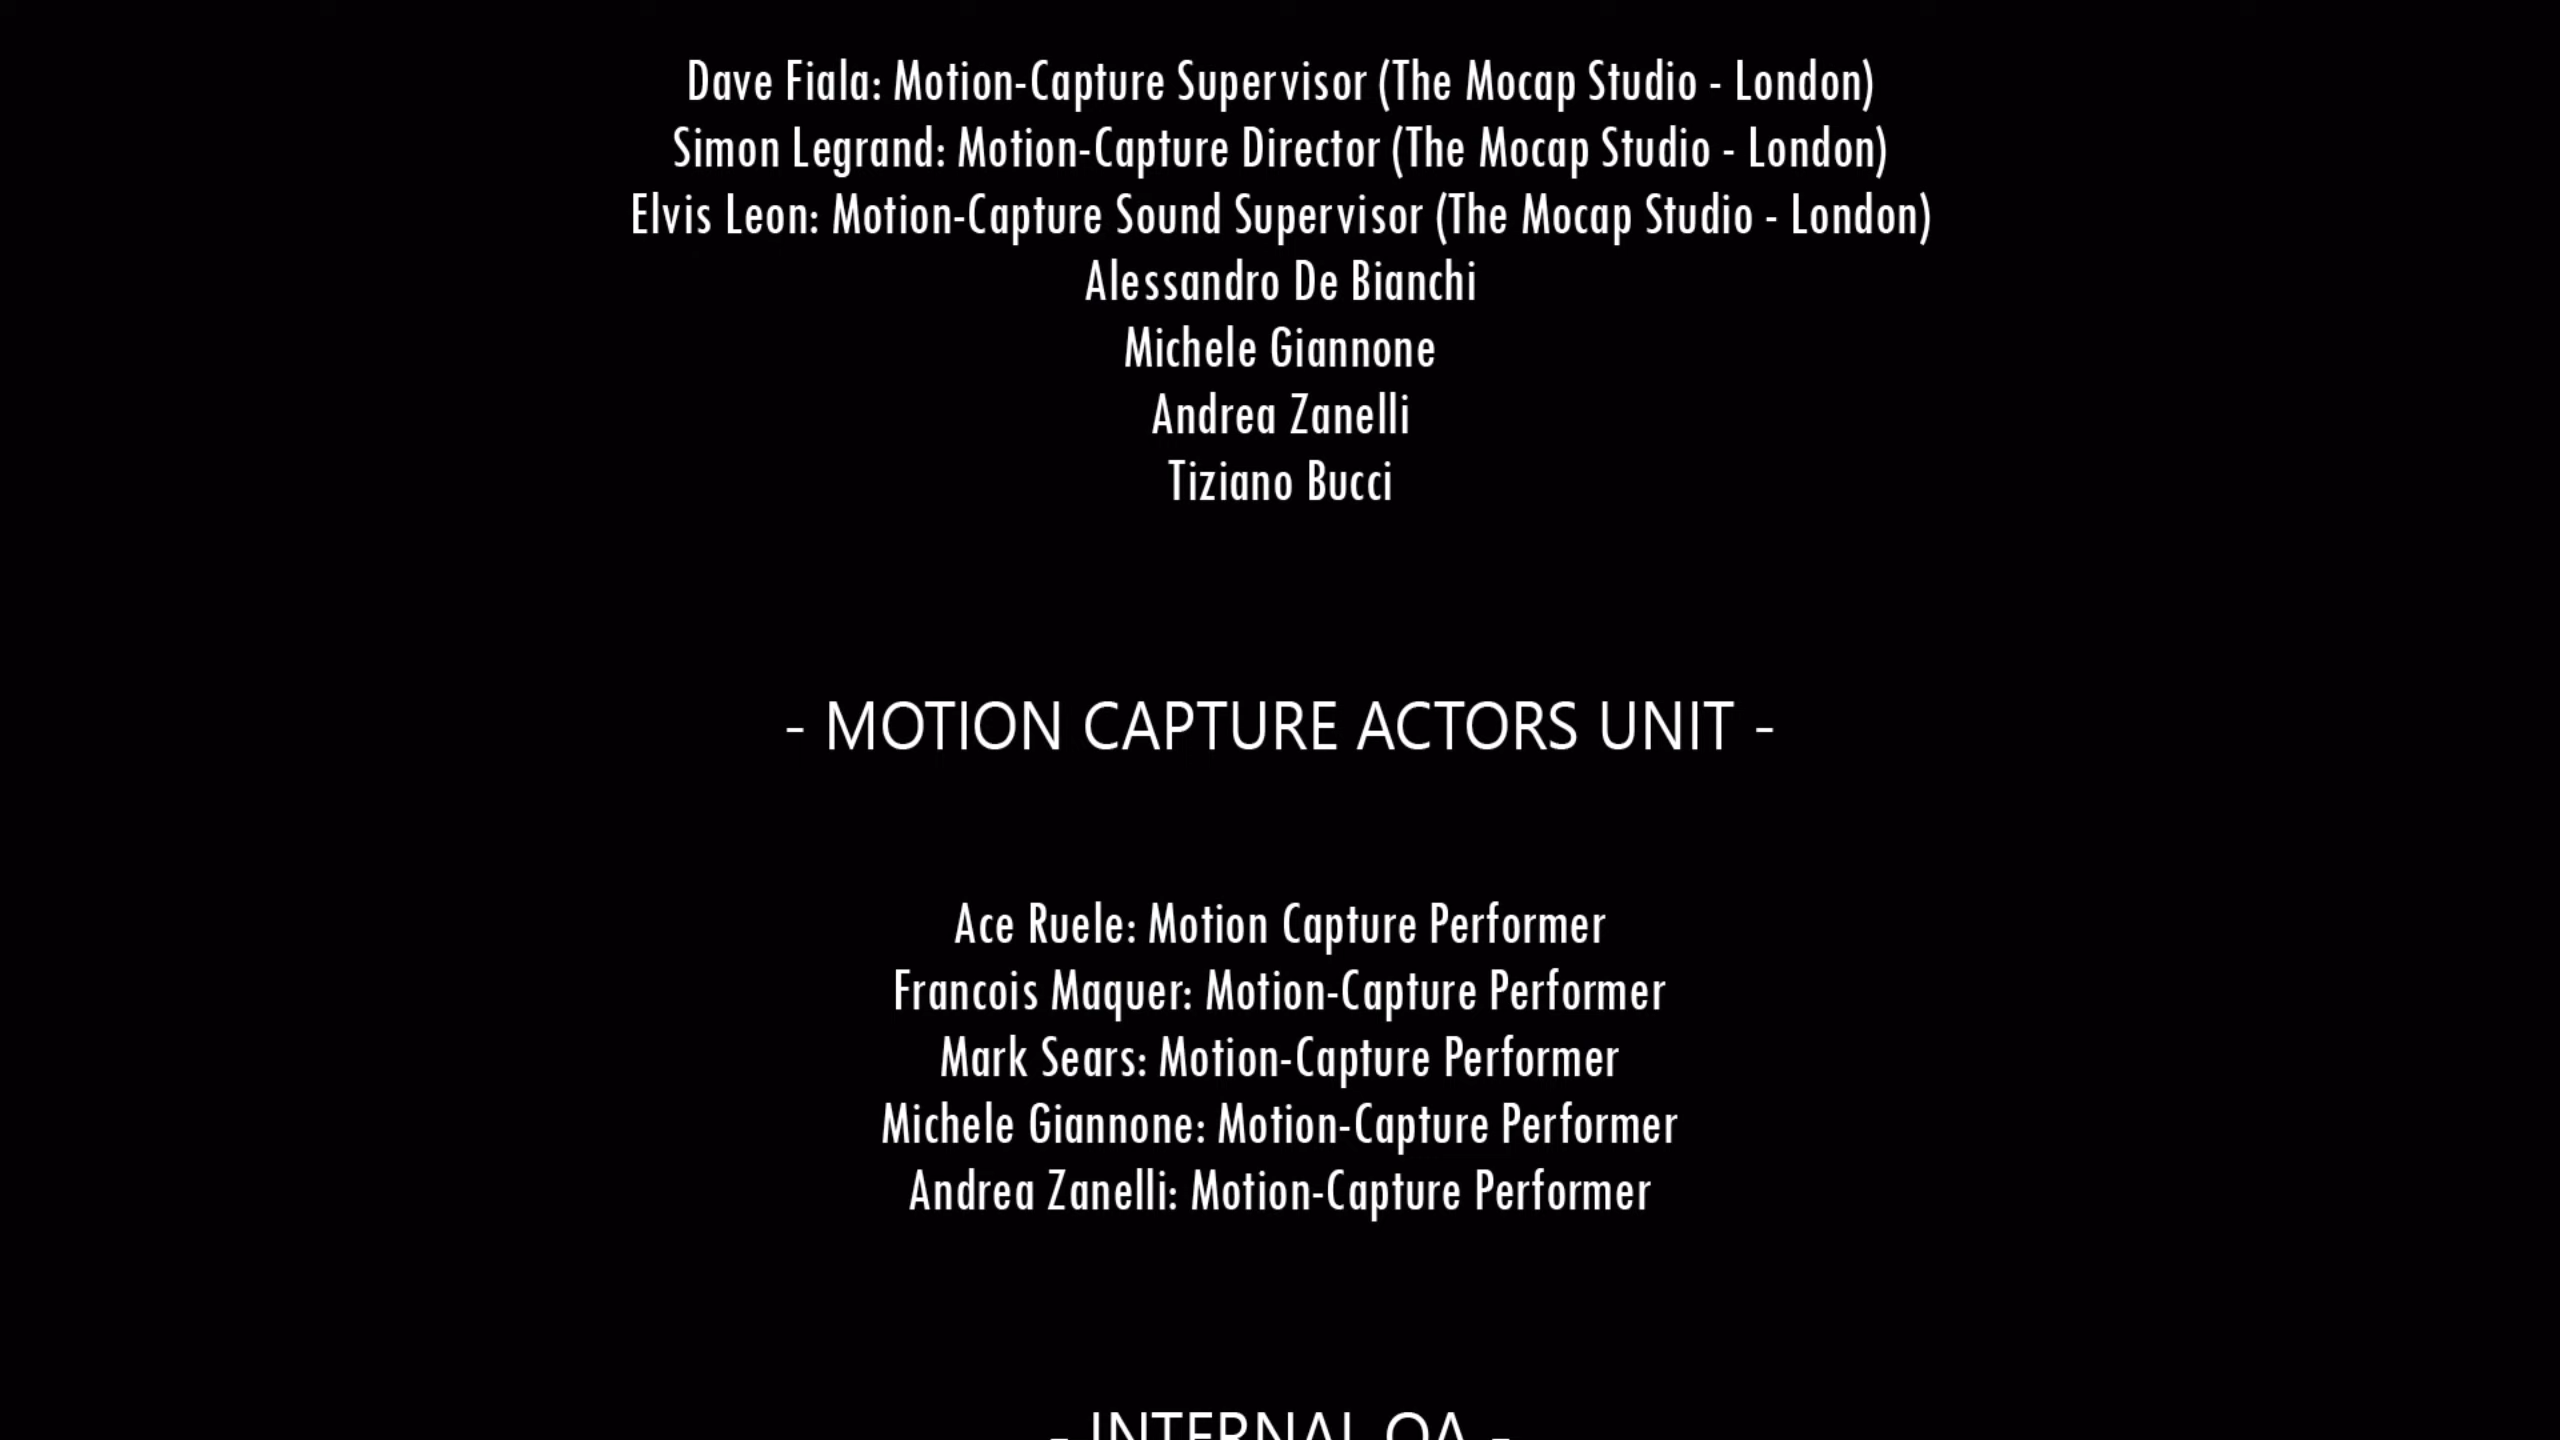 Dave Fiala: Motion-Capture Supervisor (The Mocap Studio - London)
Simon Legrand: Motion-Capture Director (The Mocap Studio - London)
Elvis Leon: Motion-Capture Sound Supervisor (The Mocap Studio - London)
Alessandro De Bianchi
Michele Giannone
Andrea Zanelli
Tiziano Bucci
- MOTION CAPTURE ACTORS UNIT -
Ace Ruele: Motion Capture Performer
Francois Maquer: Motion-Capture Performer
Mark Sears: Motion-Capture Performer
Michele Giannone: Motion-Capture Performer
Andrea Zanelli: Motion-Capture Performer
- INTERNAL QA -